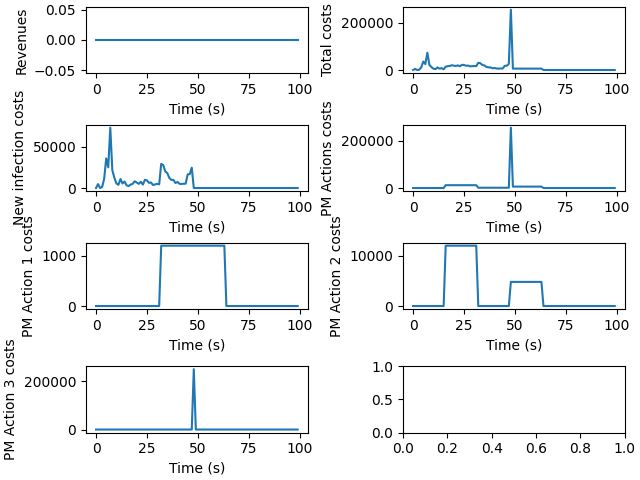 Revenues
0.05
0.00
−0.05
0 25 50 75 100
Time (s)
Total costs
200000
0
0 25 50 75 100
Time (s)
New infection costs
50000
0
0 25 50 75 100
Time (s)
PM Actions costs
200000
0
0 25 50 75 100
Time (s)
PM Action 1 costs
1000
0
0 25 50 75 100
Time (s)
PM Action 2 costs
10000
0
0 25 50 75 100
Time (s)
PM Action 3 costs
200000
0
0 25 50 75 100
Time (s)
1.0
0.5
0.0
0.0 0.2 0.4 0.6 0.8 1.0